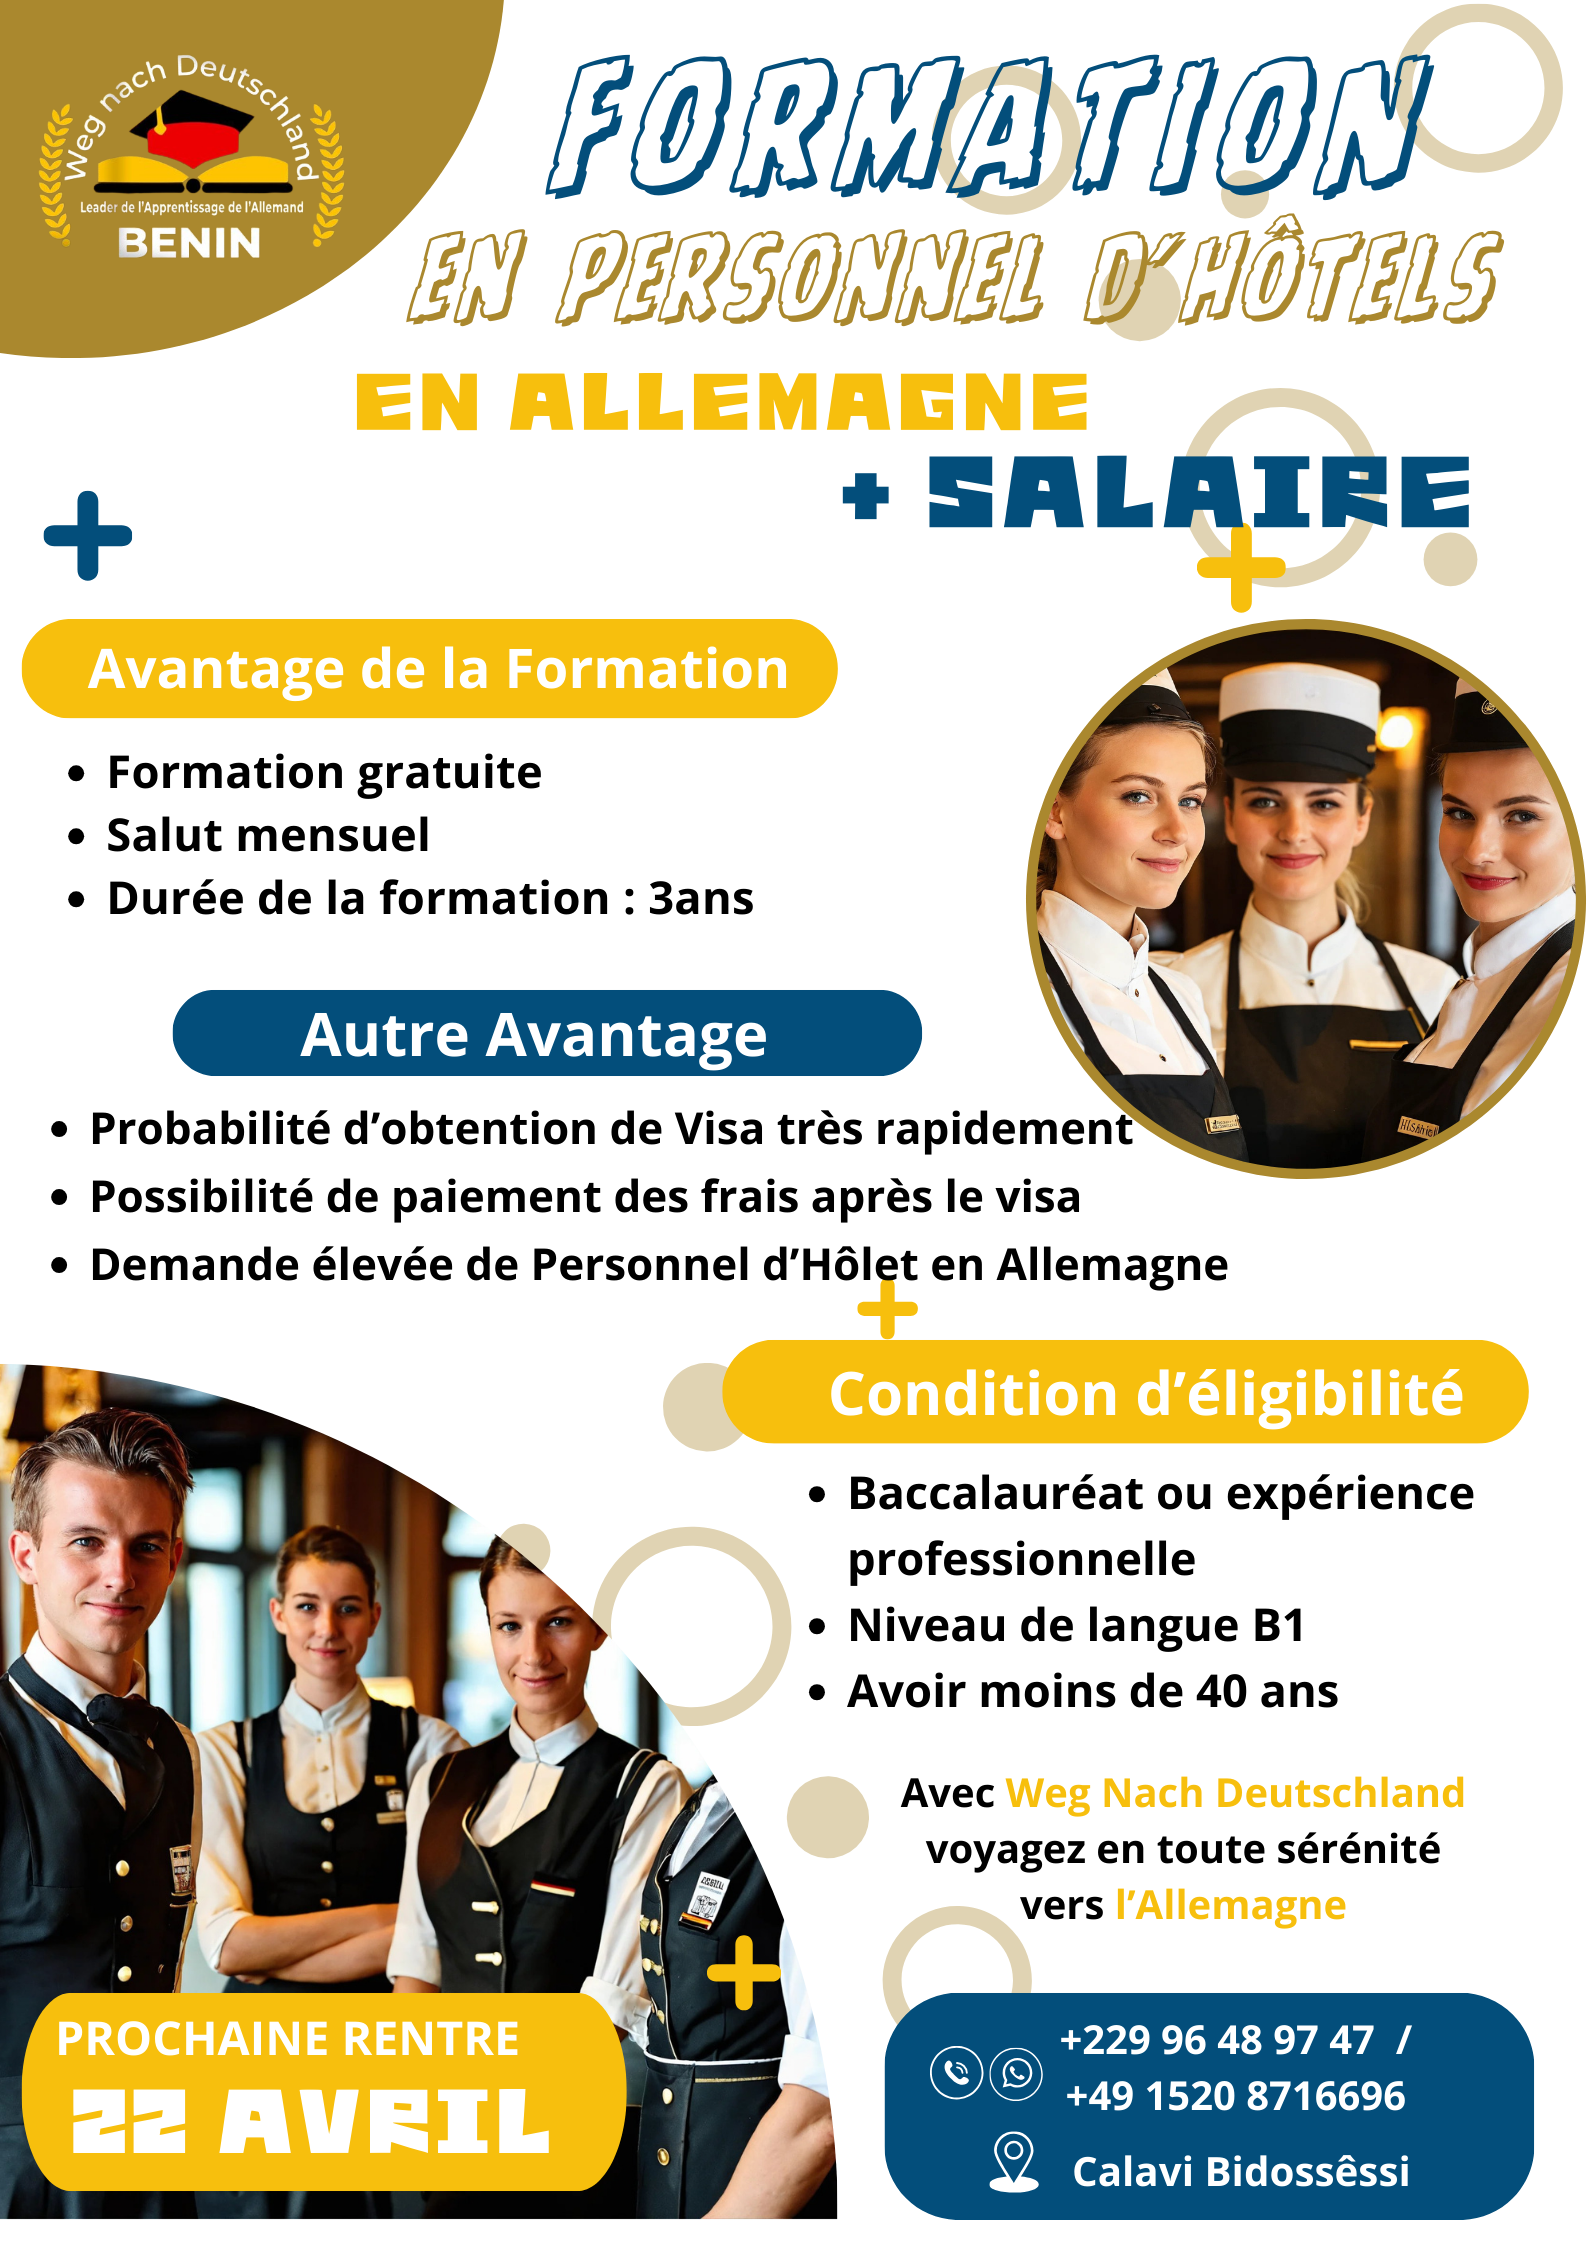 Weg nach Deutschland
Leader de l'Apprentissage de l'Allemand
BENIN
FORMATION
EN PERSONNEL D'HÔTELS
EN ALLEMAGNE
+ SALAIRE
Avantage de la Formation
• Formation gratuite
• Salut mensuel
• Durée de la formation : 3ans
Autre Avantage
• Probabilité d'obtention de Visa très rapidement
• Possibilité de paiement des frais après le visa
• Demande élevée de Personnel d'Hôlet en Allemagne
Condition d'éligibilité
• Baccalauréat ou expérience
professionnelle
• Niveau de langue B1
• Avoir moins de 40 ans
Avec Weg Nach Deutschland
voyagez en toute sérénité
vers l'Allemagne
PROCHAINE RENTRE
22 AVRIL
+229 96 48 97 47 /
+49 1520 8716696
Calavi Bidossêssi